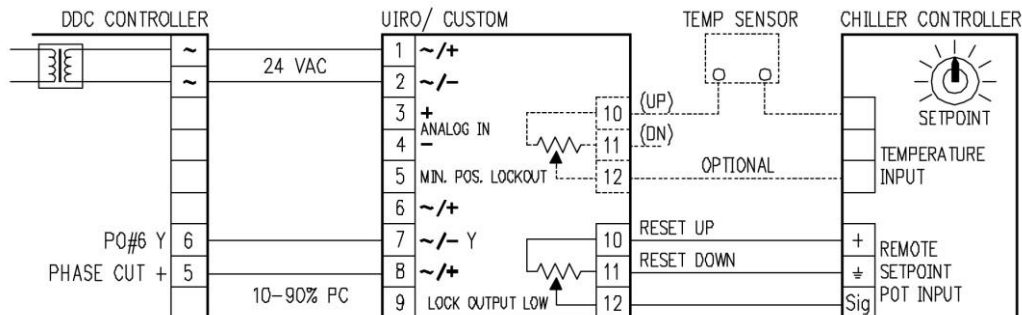 DDC CONTROLLER
UIRO/ CUSTOM
TEMP SENSOR
CHILLER CONTROLLER
~
~
24 VAC
1 ~/+
2 ~/-
3 +
ANALOG IN
4 -
5 MIN. POS. LOCKOUT
6 ~/+
7 ~/- Y
8 ~/+
9 LOCK OUTPUT LOW
PO#6 Y 6
PHASE CUT + 5
10-90% PC
10 (UP)
11 (DN)
12 OPTIONAL
10 RESET UP
11 RESET DOWN
12
SETPOINT
TEMPERATURE
INPUT
+
Sig
REMOTE
SETPOINT
POT INPUT